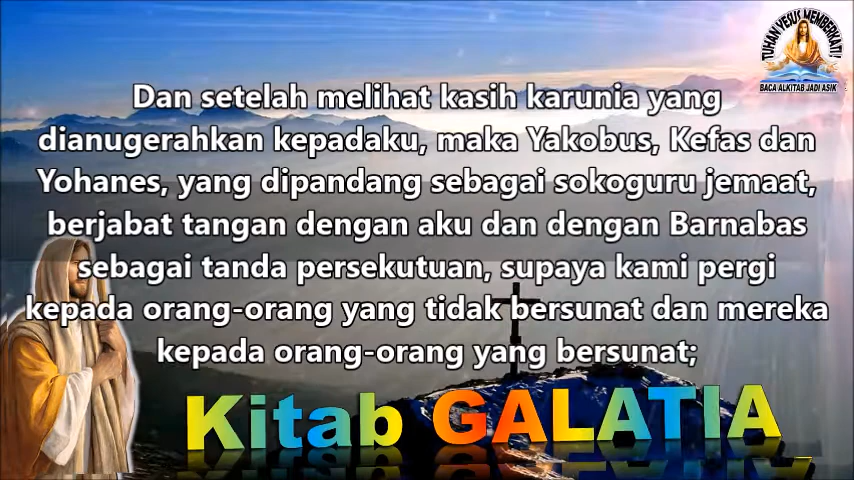 TUHAN YESUS MEMBERKATI!
BACA ALKITAB JADI ASIK
Dan setelah melihat kasih karunia yang
dianugerahkan kepadaku, maka Yakobus, Kefas dan
Yohanes, yang dipandang sebagai sokoguru jemaat,
berjabat tangan dengan aku dan dengan Barnabas
sebagai tanda persekutuan, supaya kami pergi
kepada orang-orang yang tidak bersunat dan mereka
kepada orang-orang yang bersunat;
Kitab GALATIA